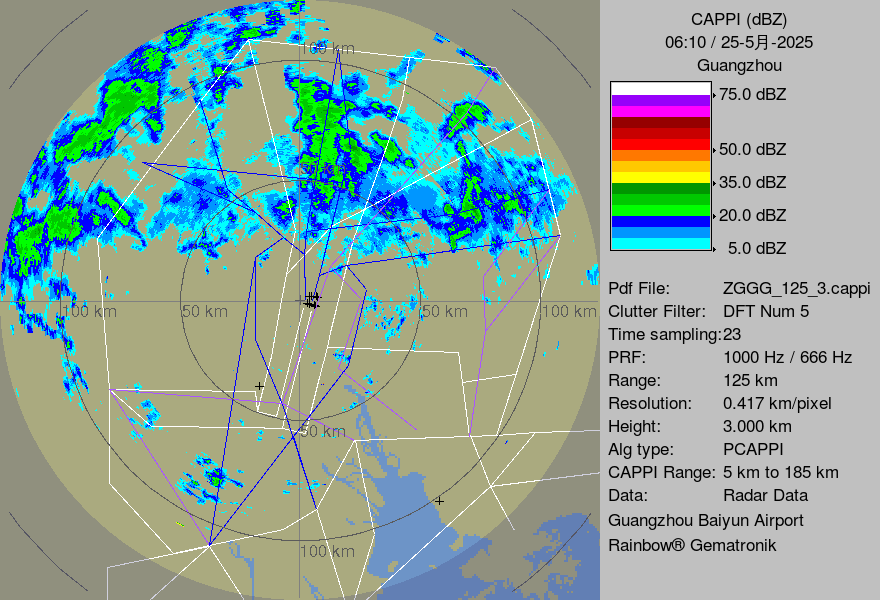 CAPPI (dBZ)
06:10 / 25-5月-2025
Guangzhou
75.0 dBZ
50.0 dBZ
35.0 dBZ
20.0 dBZ
5.0 dBZ
Pdf File: ZGGG_125_3.cappi
Clutter Filter: DFT Num 5
Time sampling:23
PRF: 1000 Hz / 666 Hz
Range: 125 km
Resolution: 0.417 km/pixel
Height: 3.000 km
Alg type: PCAPPI
CAPPI Range: 5 km to 185 km
Data: Radar Data
Guangzhou Baiyun Airport
Rainbow® Gematronik
100 km
100 km
50 km
50 km
100 km
50 km
100 km